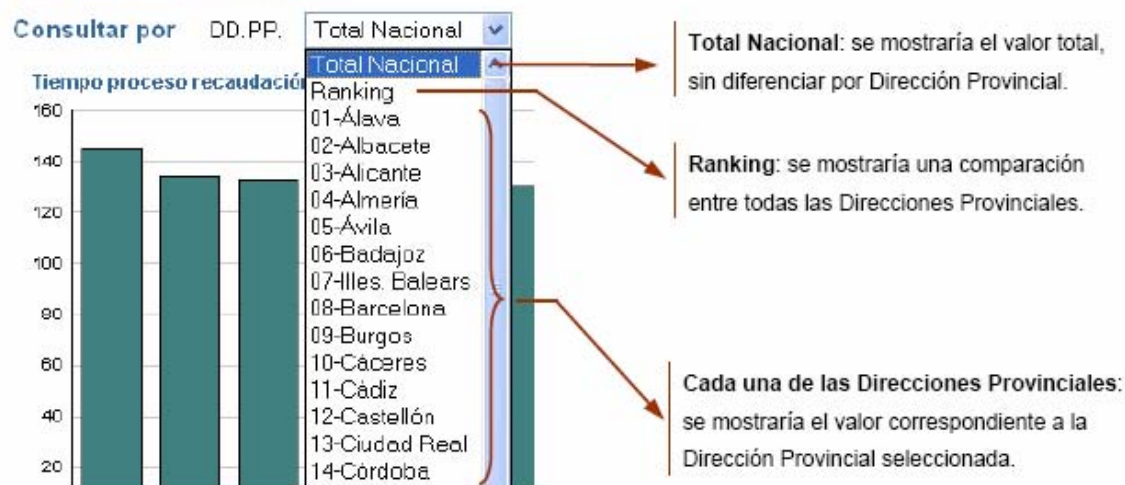 Consultar por DD.PP. Total Nacional
Total Nacional
Ranking
01-Álava
02-Albacete
03-Alicante
04-Almería
05-Ávila
06-Badajoz
07-Illes. Balears
08-Barcelona
09-Burgos
10-Cáceres
11-Cádiz
12-Castellón
13-Ciudad Real
14-Córdoba
Tiempo proceso recaudación
160
140
120
100
80
60
40
20
Total Nacional: se mostraría el valor total,
sin diferenciar por Dirección Provincial.
Ranking: se mostraría una comparación
entre todas las Direcciones Provinciales.
Cada una de las Direcciones Provinciales:
se mostraría el valor correspondiente a la
Dirección Provincial seleccionada.